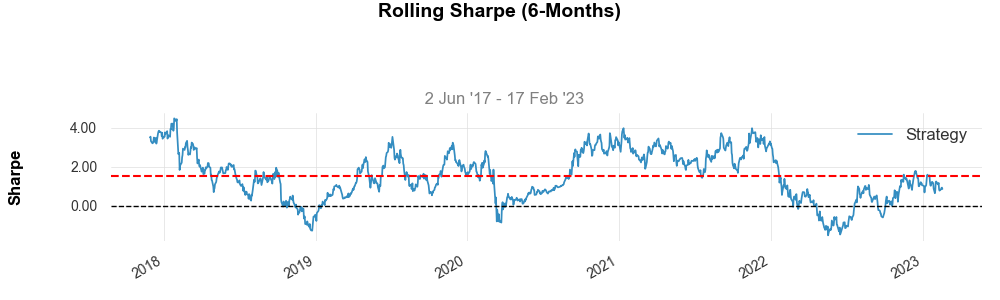 Rolling Sharpe (6-Months)
2 Jun '17 - 17 Feb '23
Sharpe
4.00
2.00
0.00
Strategy
2018
2019
2020
2021
2022
2023